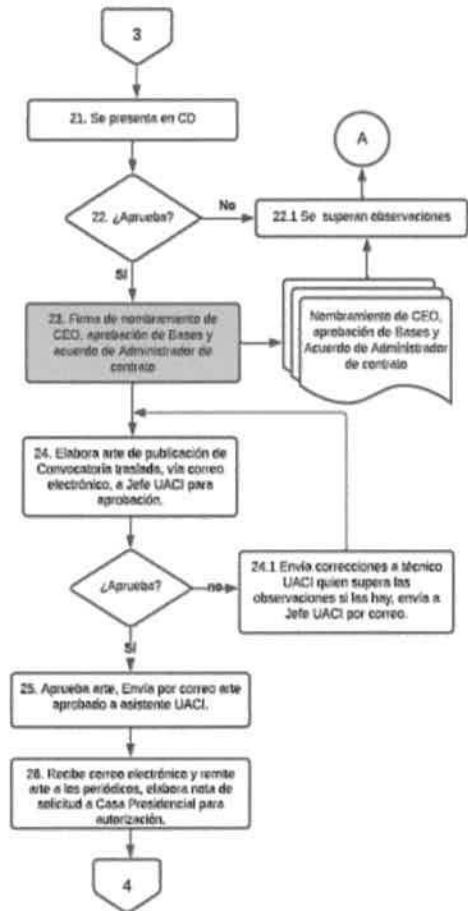 3
21. Se presenta en CD
A
22. ¿Aprueba?
No
22.1 Se superan observaciones
Sí
23. Firma de nombramiento de
CEO, aprobación de Bases y
acuerdo de Administrador de
contrato
Nombramiento de CEO,
aprobación de Bases y
Acuerdo de Administrador
de contrato
24. Elabora arte de publicación de
Convocatoria traslada, vía correo
electrónico, a Jefe UACI para
aprobación.
¿Aprueba?
no
24.1 Envía correcciones a técnico
UACI quien supera las
observaciones si las hay, envía a
Jefe UACI por correo.
Sí
25. Aprueba arte, Envía por correo arte
aprobado a asistente UACI.
26. Recibe correo electrónico y remite
arte a los periódicos, elabora nota de
solicitud a Casa Presidencial para
autorización.
4